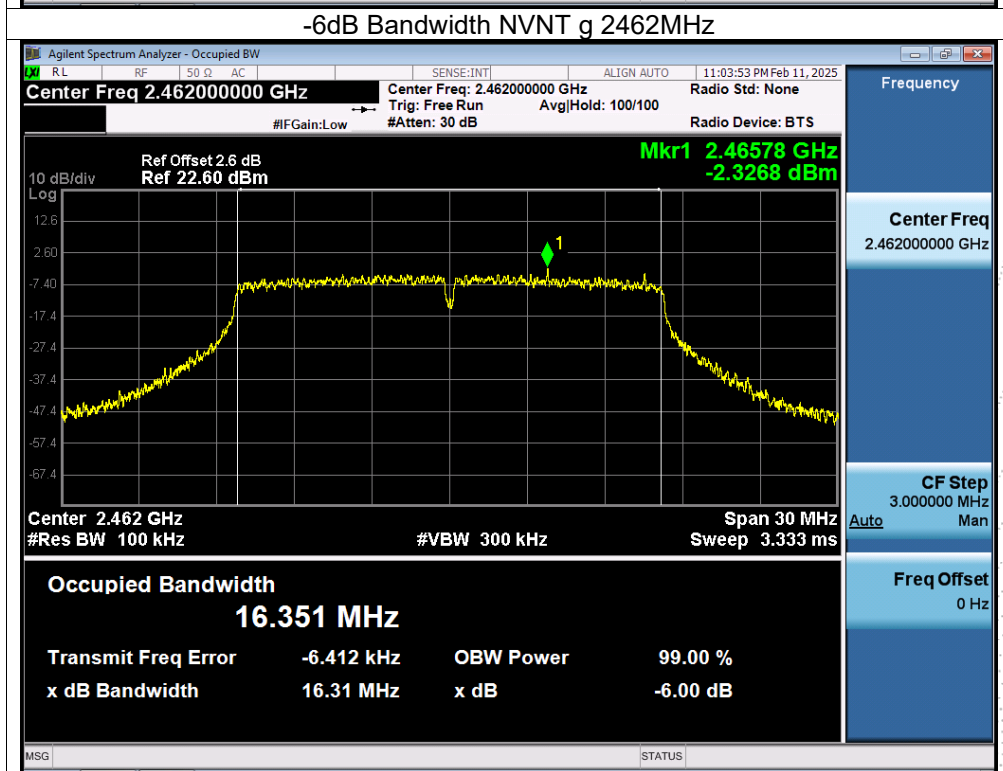 -6dB Bandwidth NVNT g 2462MHz
Agilent Spectrum Analyzer - Occupied BW
LXI RL RF 50 Ω AC SENSE:INT ALIGN AUTO 11:03:53 PM Feb 11, 2025
Center Freq 2.462000000 GHz
Center Freq: 2.462000000 GHz
Radio Std: None
Trig: Free Run Avg|Hold: 100/100
#IFGain:Low
#Atten: 30 dB
Radio Device: BTS
Mkr1 2.46578 GHz
-2.3268 dBm
Ref Offset 2.6 dB
10 dB/div Ref 22.60 dBm
Log
12.6
2.60
-7.40
-17.4
-27.4
-37.4
-47.4
-57.4
-67.4
1
Center 2.462 GHz
Span 30 MHz
#Res BW 100 kHz
#VBW 300 kHz
Sweep 3.333 ms
Occupied Bandwidth
16.351 MHz
Transmit Freq Error -6.412 kHz OBW Power 99.00 %
x dB Bandwidth 16.31 MHz x dB -6.00 dB
MSG STATUS
Frequency
Center Freq
2.462000000 GHz
CF Step
3.000000 MHz
Auto Man
Freq Offset
0 Hz